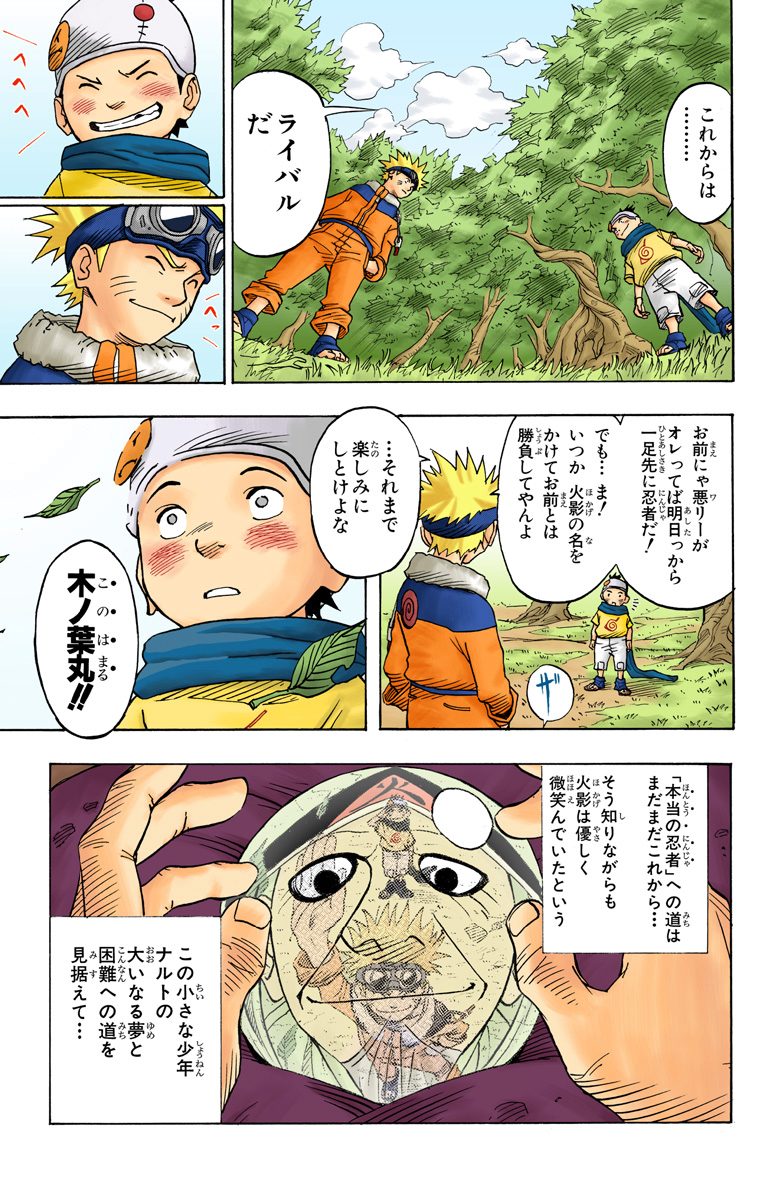 これからは
………
ライバル
だ
へへへ
へっ
お前にゃ悪リーが
オレってば明日っから
一足先に忍者だ！
でも…ま！
いつか 火影の名を
かけてお前とは
勝負してやんよ
ザ
…それまで
楽しみに
しとけよな
木ノ葉丸!!
「本当の忍者」への道は
まだまだこれから…
そう知りながらも
火影は優しく
微笑んでいたという
火
この小さな少年
ナルトの
大いなる夢と
困難への道を
見据えて…